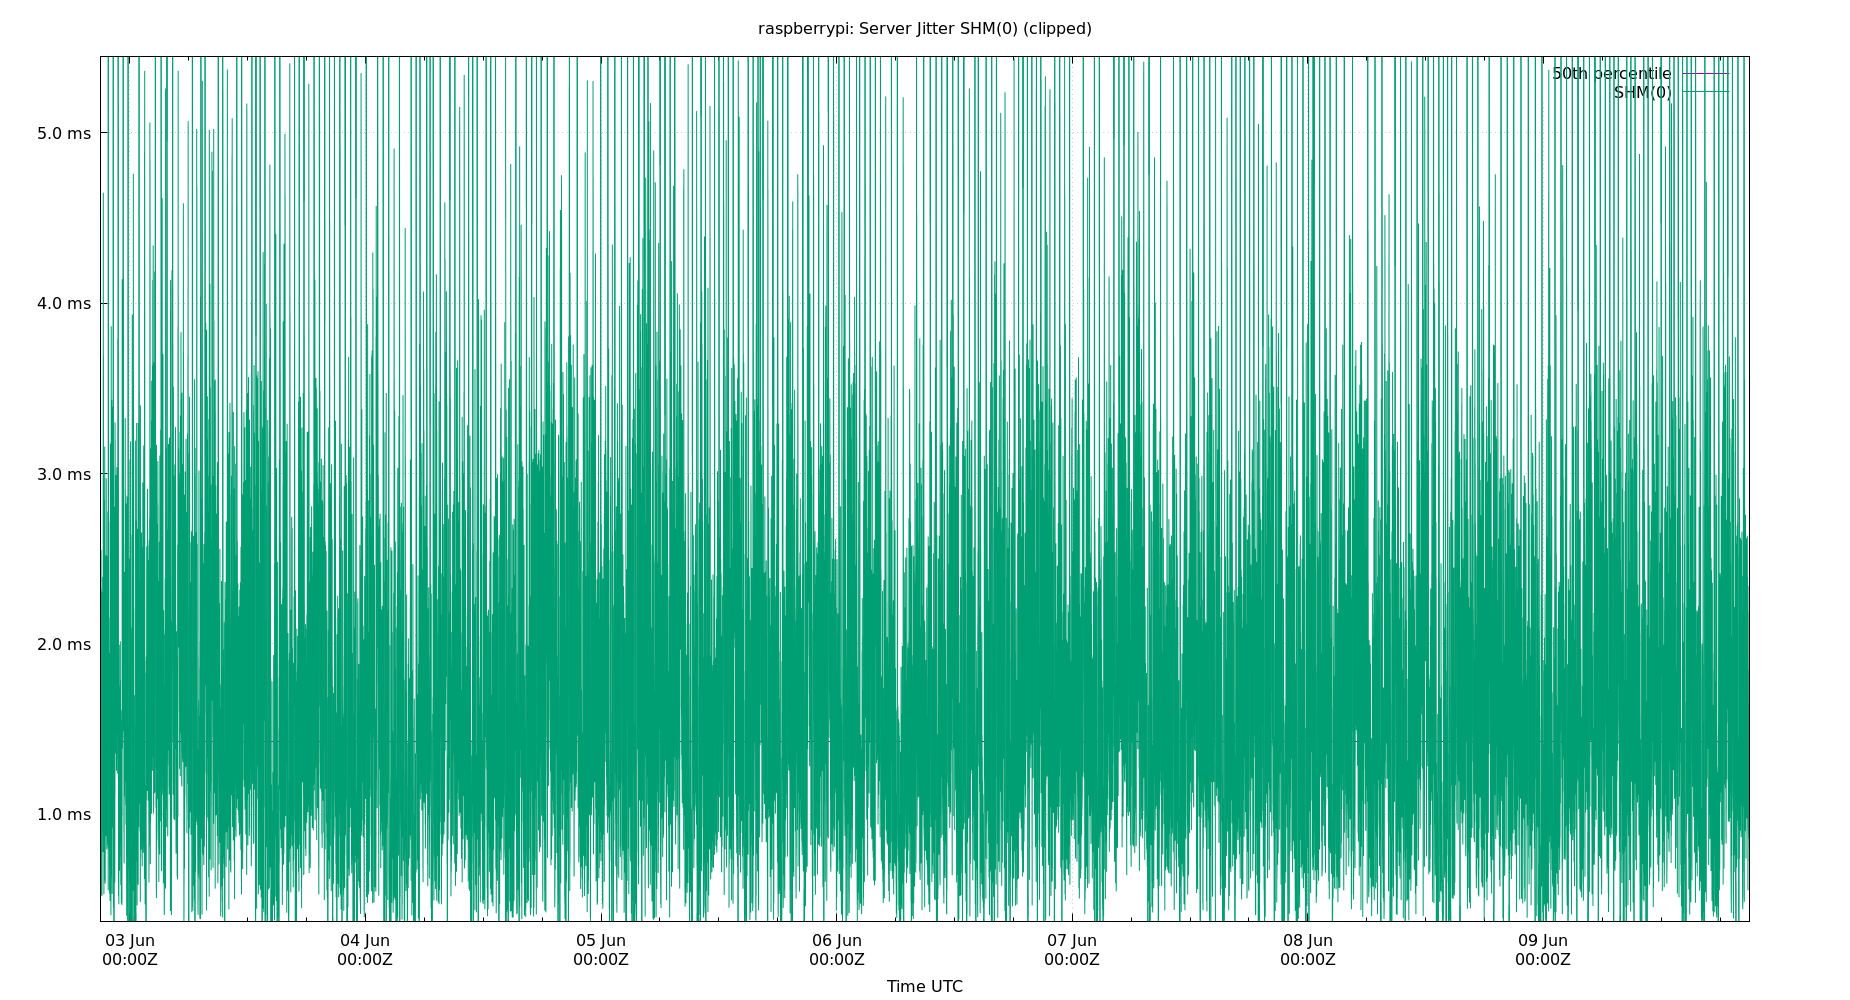 raspberrypi: Server Jitter SHM(0) (clipped)
50th percentile
SHM(0)
5.0 ms
4.0 ms
3.0 ms
2.0 ms
1.0 ms
03 Jun 04 Jun 05 Jun 06 Jun 07 Jun 08 Jun 09 Jun
00:00Z 00:00Z 00:00Z 00:00Z 00:00Z 00:00Z 00:00Z
Time UTC